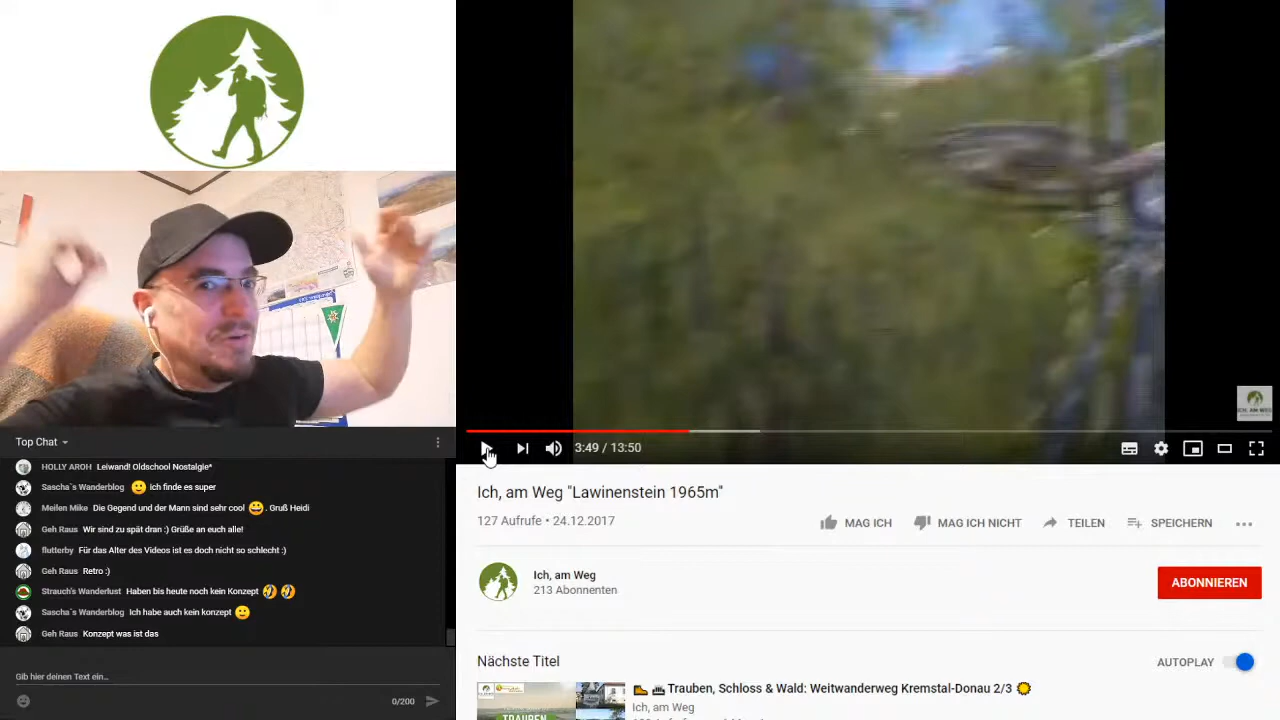 Top Chat
HOLLY AROH Leiwand! Oldschool Nostalgie*
Sascha`s Wanderblog 🙂 ich finde es super
Meilen Mike Die Gegend und der Mann sind sehr cool 😀. Gruß Heidi
Geh Raus Wir sind zu spät dran :) Grüße an euch alle!
flutterby Für das Alter des Videos ist es doch nicht so schlecht :)
Geh Raus Retro :)
Strauch's Wanderlust Haben bis heute noch kein Konzept 🤣 🤣
Sascha`s Wanderblog Ich habe auch kein konzept 🙂
Geh Raus Konzept was ist das
Gib hier deinen Text ein...
0/200
ICH, AM WEG
3:49 / 13:50
Ich, am Weg "Lawinenstein 1965m"
127 Aufrufe • 24.12.2017
MAG ICH
MAG ICH NICHT
TEILEN
SPEICHERN
Ich, am Weg
213 Abonnenten
ABONNIEREN
Nächste Titel
AUTOPLAY
TRAUBEN
🥾 🏰 Trauben, Schloss & Wald: Weitwanderweg Kremstal-Donau 2/3 🌞
Ich, am Weg